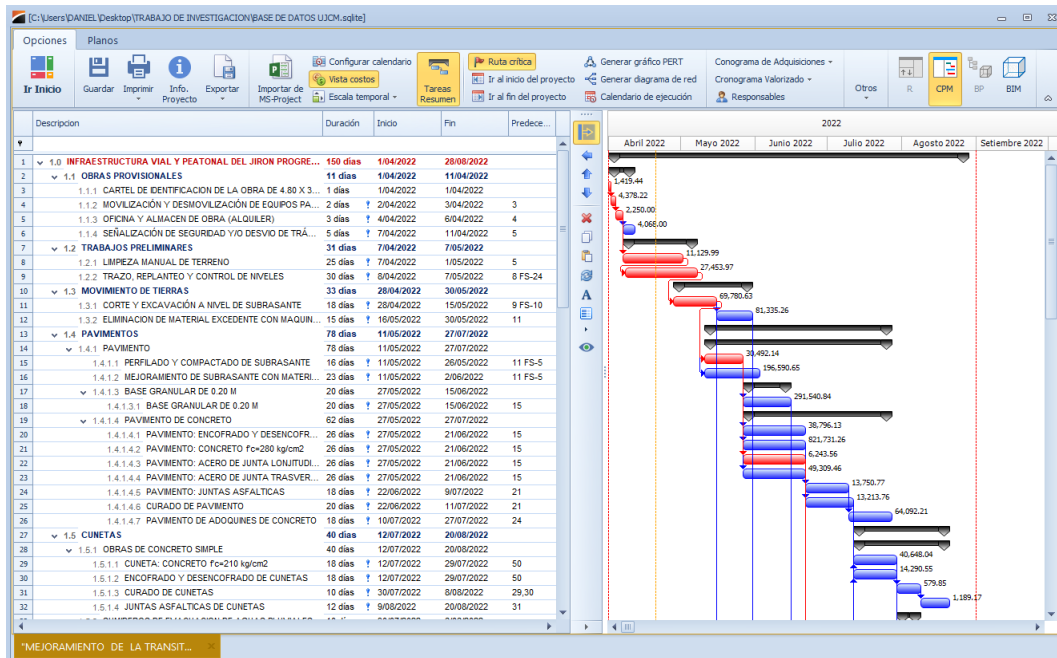 [C:\Users\DANIEL\Desktop\TRABAJO DE INVESTIGACION\BASE DE DATOS UJCM.sqlite]
Opciones Planos
Ir Inicio
Guardar
Imprimir
Info. Proyecto
Exportar
Importar de MS-Project
Configurar calendario
Vista costos
Escala temporal
Tareas Resumen
Ruta crítica
Ir al inicio del proyecto
Ir al fin del proyecto
Generar gráfico PERT
Generar diagrama de red
Calendario de ejecución
Conograma de Adquisiciones
Cronograma Valorizado
Responsables
Otros
R CPM BP BIM
Descripcion Duración Inicio Fin Predece...
1 1.0 INFRAESTRUCTURA VIAL Y PEATONAL DEL JIRON PROGRE... 150 días 1/04/2022 28/08/2022
2 1.1 OBRAS PROVISIONALES 11 días 1/04/2022 11/04/2022
3 1.1.1 CARTEL DE IDENTIFICACION DE LA OBRA DE 4.80 X 3... 1 días 1/04/2022 1/04/2022
4 1.1.2 MOVILIZACIÓN Y DESMOVILIZACIÓN DE EQUIPOS PA... 2 días 2/04/2022 3/04/2022 3
5 1.1.3 OFICINA Y ALMACEN DE OBRA (ALQUILER) 3 días 4/04/2022 6/04/2022 4
6 1.1.4 SEÑALIZACIÓN DE SEGURIDAD Y/O DESVIO DE TRÁ... 5 días 7/04/2022 11/04/2022 5
7 1.2 TRABAJOS PRELIMINARES 31 días 7/04/2022 7/05/2022
8 1.2.1 LIMPIEZA MANUAL DE TERRENO 25 días 7/04/2022 1/05/2022 5
9 1.2.2 TRAZO, REPLANTEO Y CONTROL DE NIVELES 30 días 8/04/2022 7/05/2022 8 FS-24
10 1.3 MOVIMIENTO DE TIERRAS 33 días 28/04/2022 30/05/2022
11 1.3.1 CORTE Y EXCAVACIÓN A NIVEL DE SUBRASANTE 18 días 28/04/2022 15/05/2022 9 FS-10
12 1.3.2 ELIMINACION DE MATERIAL EXCEDENTE CON MAQUIN... 15 días 16/05/2022 30/05/2022 11
13 1.4 PAVIMENTOS 78 días 11/05/2022 27/07/2022
14 1.4.1 PAVIMENTO 78 días 11/05/2022 27/07/2022
15 1.4.1.1 PERFILADO Y COMPACTADO DE SUBRASANTE 16 días 11/05/2022 26/05/2022 11 FS-5
16 1.4.1.2 MEJORAMIENTO DE SUBRASANTE CON MATERI... 23 días 11/05/2022 2/06/2022 11 FS-5
17 1.4.1.3 BASE GRANULAR DE 0.20 M 20 días 27/05/2022 15/06/2022
18 1.4.1.3.1 BASE GRANULAR DE 0.20 M 20 días 27/05/2022 15/06/2022 15
19 1.4.1.4 PAVIMENTO DE CONCRETO 62 días 27/05/2022 27/07/2022
20 1.4.1.4.1 PAVIMENTO: ENCOFRADO Y DESENCOFR... 26 días 27/05/2022 21/06/2022 15
21 1.4.1.4.2 PAVIMENTO: CONCRETO f'c=280 kg/cm2 26 días 27/05/2022 21/06/2022 15
22 1.4.1.4.3 PAVIMENTO: ACERO DE JUNTA LONJITUDI... 26 días 27/05/2022 21/06/2022 15
23 1.4.1.4.4 PAVIMENTO: ACERO DE JUNTA TRASVER... 26 días 27/05/2022 21/06/2022 15
24 1.4.1.4.5 PAVIMENTO: JUNTAS ASFALTICAS 18 días 22/06/2022 9/07/2022 21
25 1.4.1.4.6 CURADO DE PAVIMENTO 20 días 22/06/2022 11/07/2022 21
26 1.4.1.4.7 PAVIMENTO DE ADOQUINES DE CONCRETO 18 días 10/07/2022 27/07/2022 24
27 1.5 CUNETAS 40 días 12/07/2022 20/08/2022
28 1.5.1 OBRAS DE CONCRETO SIMPLE 40 días 12/07/2022 20/08/2022
29 1.5.1.1 CUNETA: CONCRETO f'c=210 kg/cm2 18 días 12/07/2022 29/07/2022 50
30 1.5.1.2 ENCOFRADO Y DESENCOFRADO DE CUNETAS 18 días 12/07/2022 29/07/2022 50
31 1.5.1.3 CURADO DE CUNETAS 10 días 30/07/2022 8/08/2022 29,30
32 1.5.1.4 JUNTAS ASFALTICAS DE CUNETAS 12 días 9/08/2022 20/08/2022 31
2022
Abril 2022 Mayo 2022 Junio 2022 Julio 2022 Agosto 2022 Setiembre 2022
1,419.44
4,378.22
2,250.00
4,068.00
11,129.99
27,453.97
69,780.63
81,335.26
30,492.14
196,590.65
291,540.84
38,796.13
821,731.26
6,243.56
49,309.46
13,750.77
13,213.76
64,092.21
40,648.04
14,290.55
579.85
1,189.17
A
"MEJORAMIENTO DE LA TRANSIT...